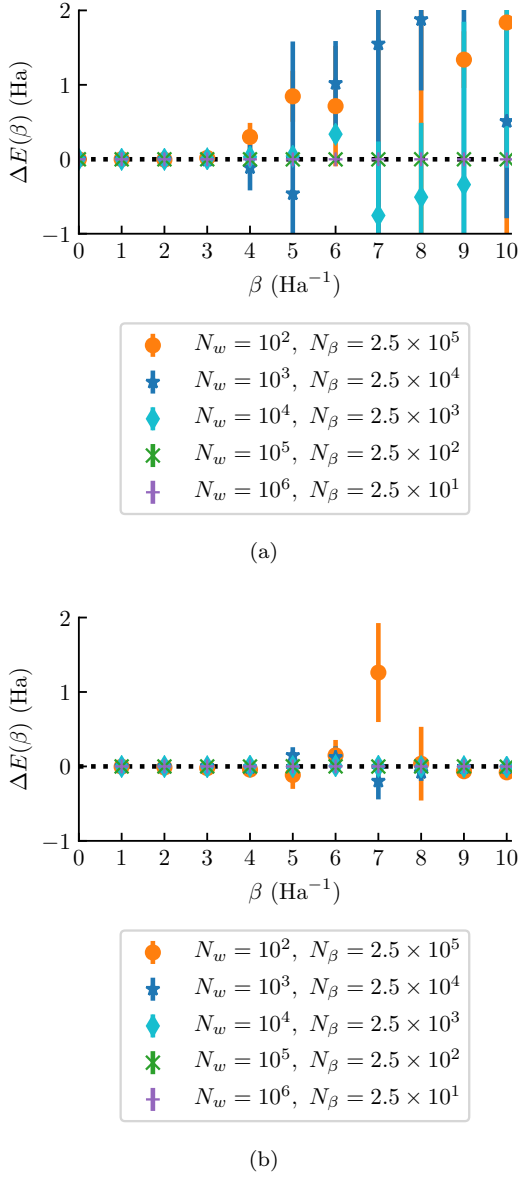 2
1
0
−1
ΔE(β) (Ha)
0 1 2 3 4 5 6 7 8 9 10
β (Ha⁻¹)
N_w = 10², N_β = 2.5 × 10⁵
N_w = 10³, N_β = 2.5 × 10⁴
N_w = 10⁴, N_β = 2.5 × 10³
N_w = 10⁵, N_β = 2.5 × 10²
N_w = 10⁶, N_β = 2.5 × 10¹
(a)
2
1
0
−1
ΔE(β) (Ha)
0 1 2 3 4 5 6 7 8 9 10
β (Ha⁻¹)
N_w = 10², N_β = 2.5 × 10⁵
N_w = 10³, N_β = 2.5 × 10⁴
N_w = 10⁴, N_β = 2.5 × 10³
N_w = 10⁵, N_β = 2.5 × 10²
N_w = 10⁶, N_β = 2.5 × 10¹
(b)